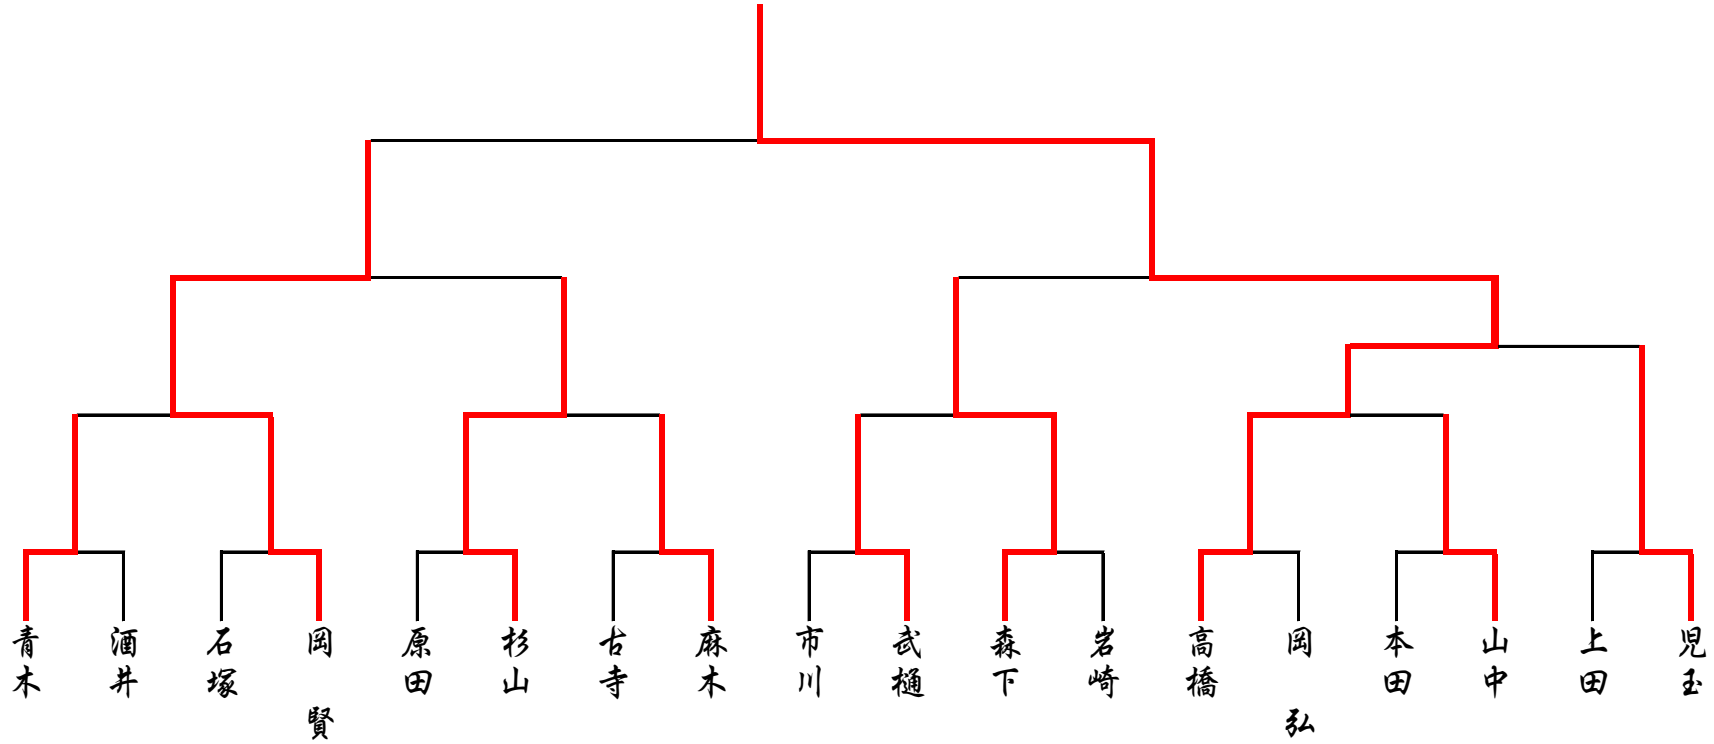 青木
酒井
石塚
岡 賢
原田
杉山
古寺
麻木
市川
武樋
森下
岩崎
高橋
岡 弘
本田
山中
上田
児玉